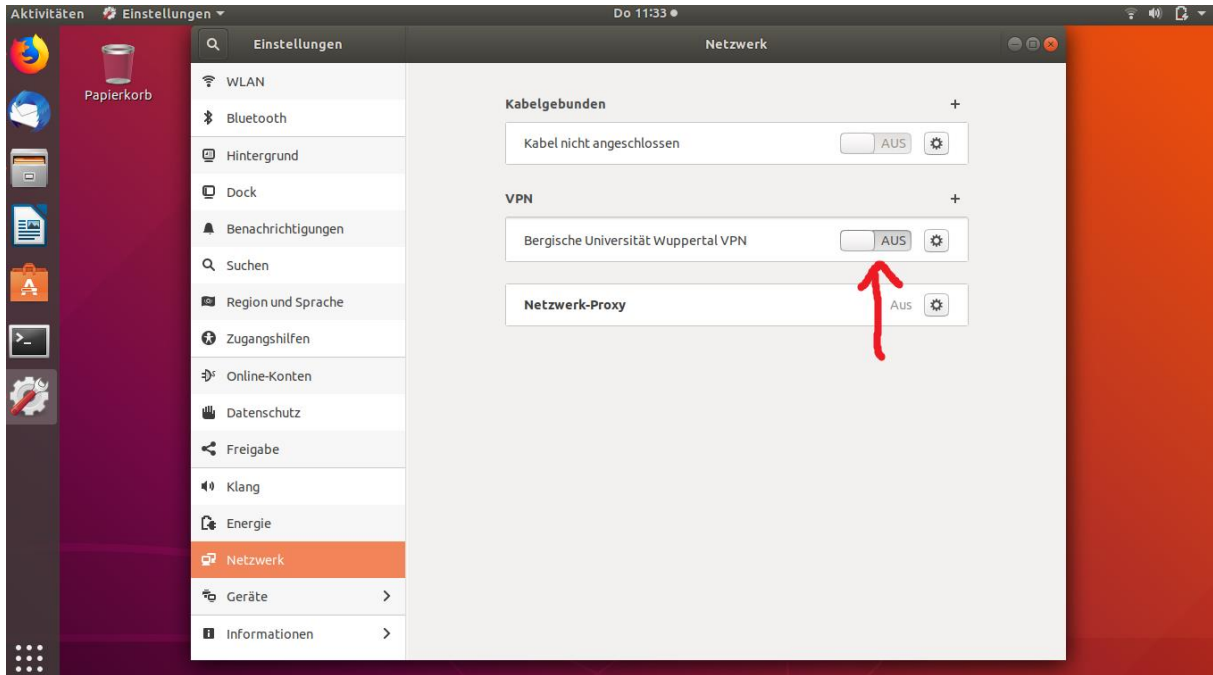 Aktivitäten Einstellungen Do 11:33
Papierkorb
Einstellungen
WLAN
Bluetooth
Hintergrund
Dock
Benachrichtigungen
Suchen
Region und Sprache
Zugangshilfen
Online-Konten
Datenschutz
Freigabe
Klang
Energie
Netzwerk
Geräte
Informationen
Netzwerk
Kabelgebunden +
Kabel nicht angeschlossen AUS
VPN +
Bergische Universität Wuppertal VPN AUS
Netzwerk-Proxy Aus